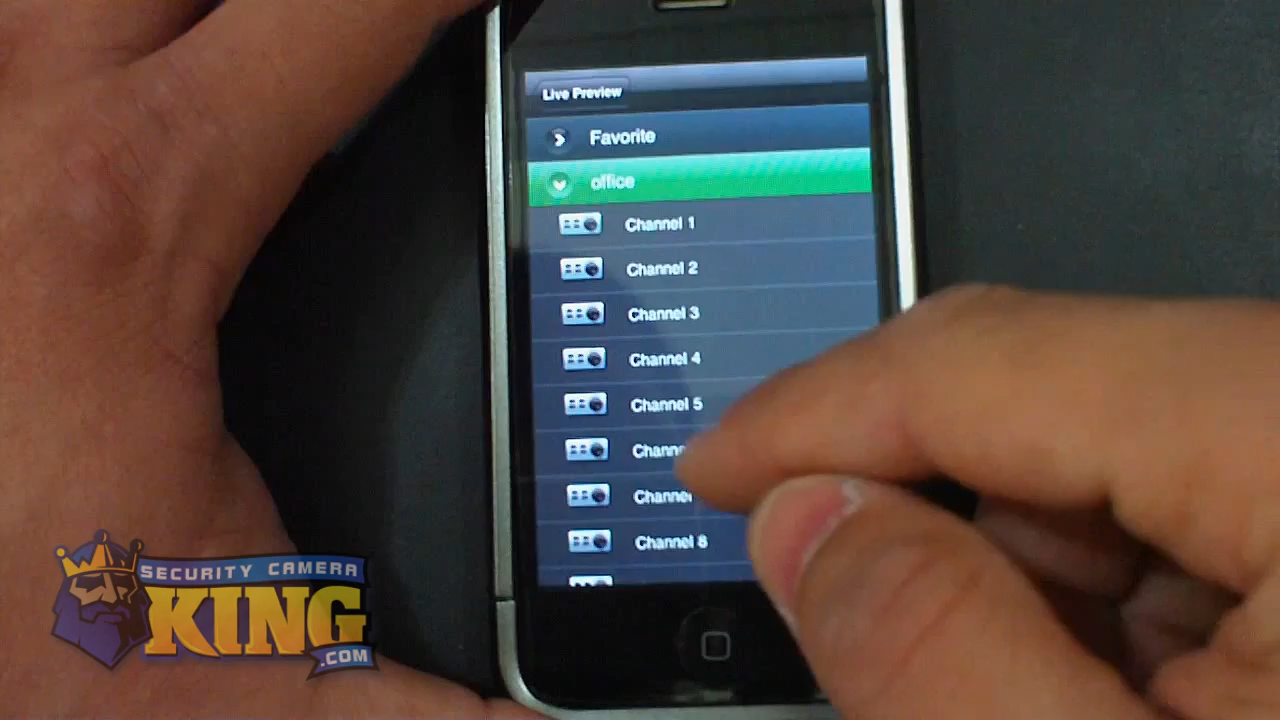 Live Preview
Favorite
office
Channel 1
Channel 2
Channel 3
Channel 4
Channel 5
Channel 8
SECURITY CAMERA
KING
.COM